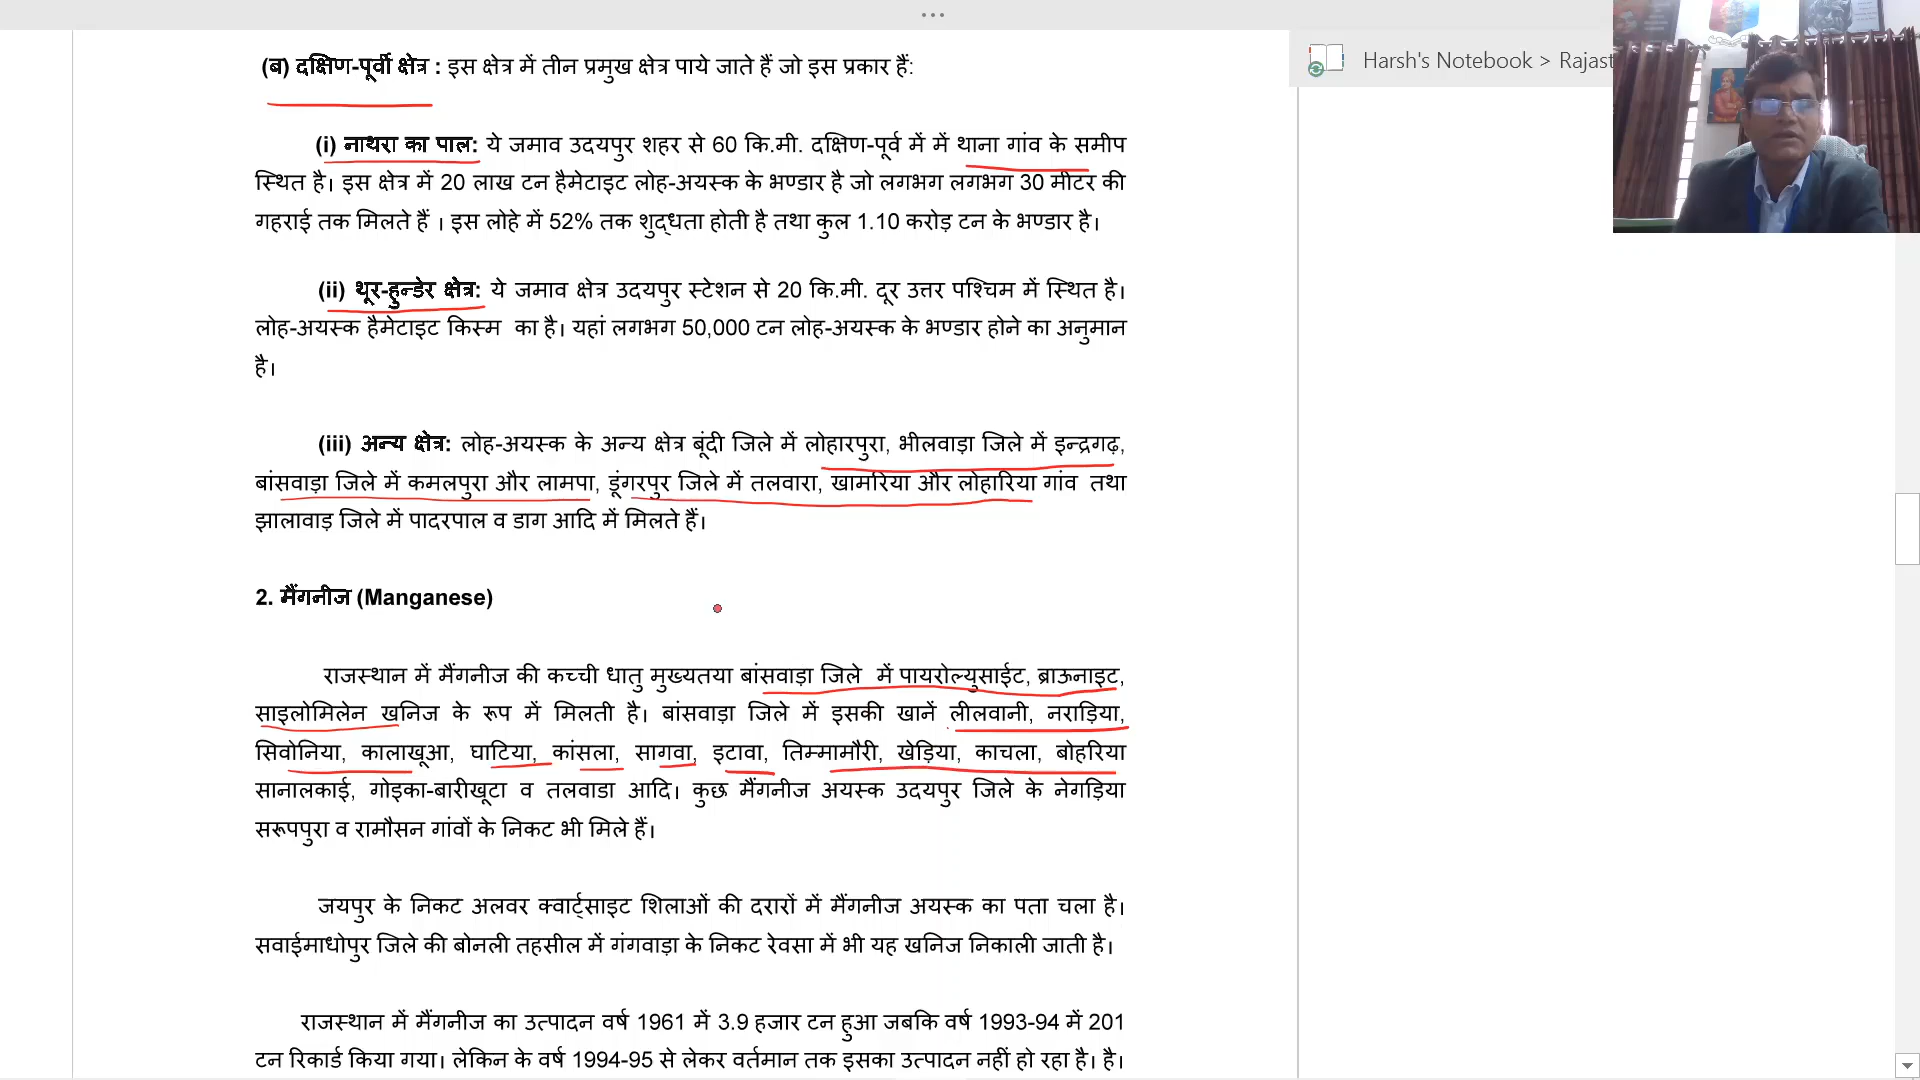 (ब) दक्षिण-पूर्वी क्षेत्र : इस क्षेत्र में तीन प्रमुख क्षेत्र पाये जाते हैं जो इस प्रकार हैं:
Harsh's Notebook > Rajast
(i) नाथरा का पाल: ये जमाव उदयपुर शहर से 60 कि.मी. दक्षिण-पूर्व में में थाना गांव के समीप
स्थित है। इस क्षेत्र में 20 लाख टन हैमेटाइट लोह-अयस्क के भण्डार है जो लगभग लगभग 30 मीटर की
गहराई तक मिलते हैं । इस लोहे में 52% तक शुद्धता होती है तथा कुल 1.10 करोड़ टन के भण्डार है।
(ii) थूर-हुन्डेर क्षेत्र: ये जमाव क्षेत्र उदयपुर स्टेशन से 20 कि.मी. दूर उत्तर पश्चिम में स्थित है।
लोह-अयस्क हैमेटाइट किस्म का है। यहां लगभग 50,000 टन लोह-अयस्क के भण्डार होने का अनुमान
है।
(iii) अन्य क्षेत्र: लोह-अयस्क के अन्य क्षेत्र बूंदी जिले में लोहारपुरा, भीलवाड़ा जिले में इन्द्रगढ़,
बांसवाड़ा जिले में कमलपुरा और लामपा, डूंगरपुर जिले में तलवारा, खामरिया और लोहारिया गांव तथा
झालावाड़ जिले में पादरपाल व डाग आदि में मिलते हैं।
2. मैंगनीज (Manganese)
राजस्थान में मैंगनीज की कच्ची धातु मुख्यतया बांसवाड़ा जिले में पायरोल्युसाईट, ब्राऊनाइट,
साइलोमिलेन खनिज के रूप में मिलती है। बांसवाड़ा जिले में इसकी खानें लीलवानी, नराड़िया,
सिवोनिया, कालाखूआ, घाटिया, कांसला, सागवा, इटावा, तिम्मामौरी, खेड़िया, काचला, बोहरिया
सानालकाई, गोइका-बारीखूटा व तलवाडा आदि। कुछ मैंगनीज अयस्क उदयपुर जिले के नेगड़िया
सरूपपुरा व रामौसन गांवों के निकट भी मिले हैं।
जयपुर के निकट अलवर क्वार्ट्साइट शिलाओं की दरारों में मैंगनीज अयस्क का पता चला है।
सवाईमाधोपुर जिले की बोनली तहसील में गंगवाड़ा के निकट रेवसा में भी यह खनिज निकाली जाती है।
राजस्थान में मैंगनीज का उत्पादन वर्ष 1961 में 3.9 हजार टन हुआ जबकि वर्ष 1993-94 में 201
टन रिकार्ड किया गया। लेकिन के वर्ष 1994-95 से लेकर वर्तमान तक इसका उत्पादन नहीं हो रहा है। है।